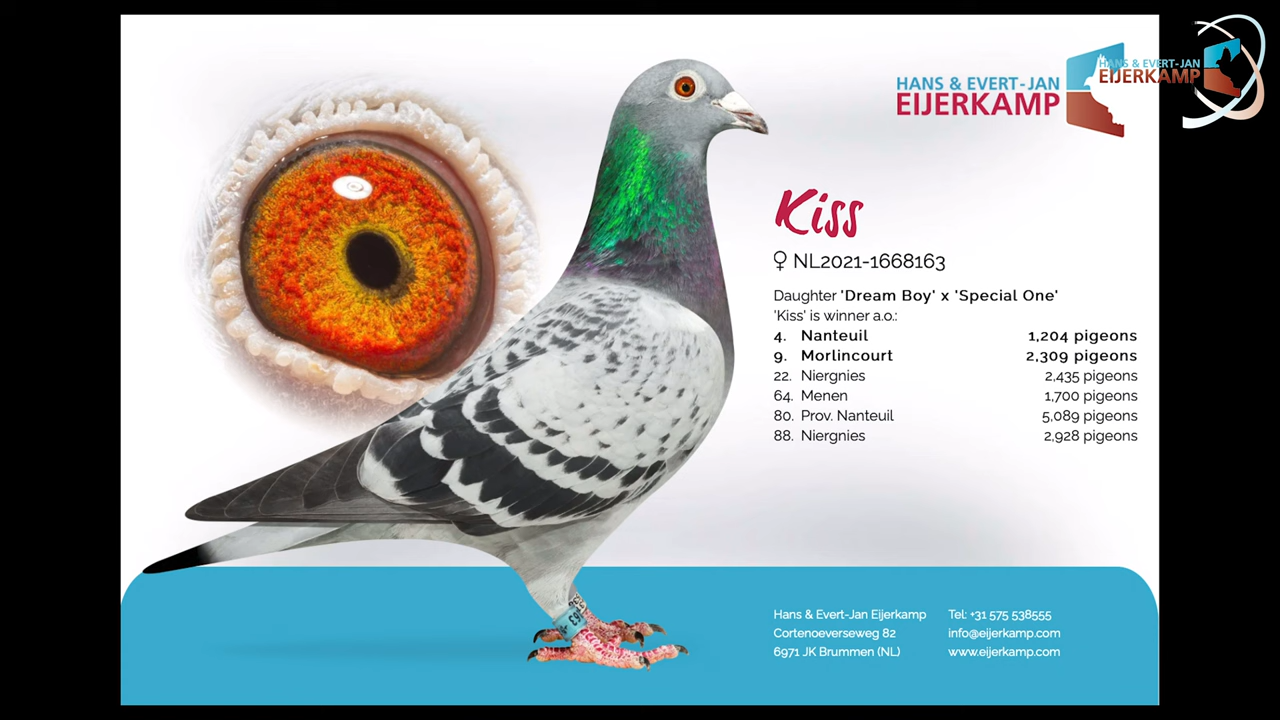 HANS & EVERT-JAN
EIJERKAMP
HANS & EVERT-JAN
EIJERKAMP
Kiss
♀ NL2021-1668163
Daughter 'Dream Boy' x 'Special One'
'Kiss' is winner a.o.:
4. Nanteuil 1,204 pigeons
9. Morlincourt 2,309 pigeons
22. Niergnies 2,435 pigeons
64. Menen 1,700 pigeons
80. Prov. Nanteuil 5,089 pigeons
88. Niergnies 2,928 pigeons
Hans & Evert-Jan Eijerkamp Tel: +31 575 538555
Cortenoeverseweg 82 info@eijerkamp.com
6971 JK Brummen (NL) www.eijerkamp.com